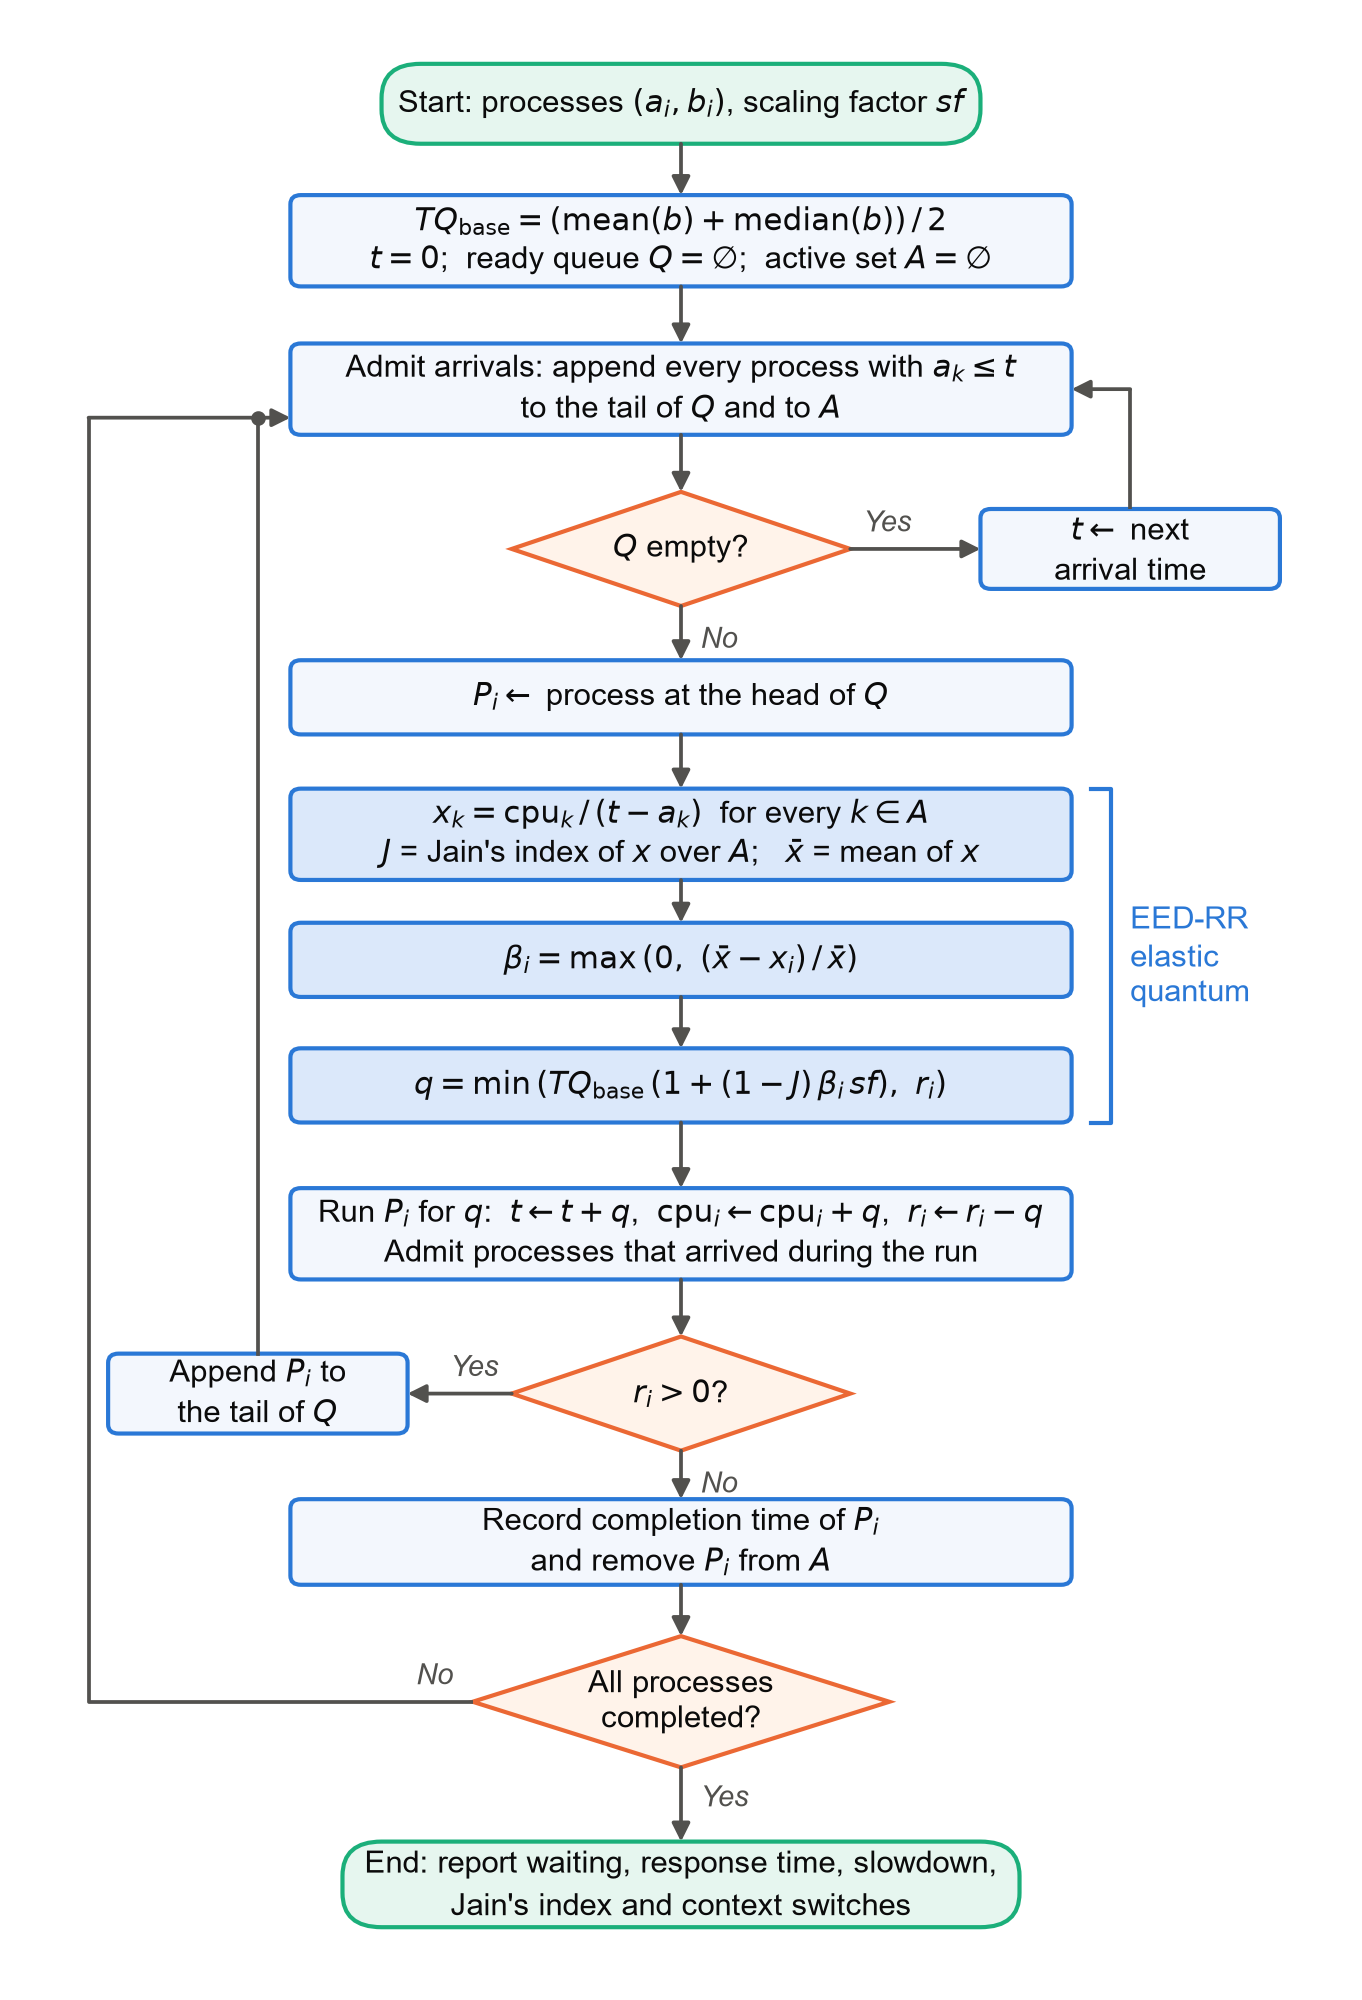 Start: processes (aᵢ, bᵢ), scaling factor sf
TQ_base = (mean(b) + median(b)) / 2
t = 0; ready queue Q = ∅; active set A = ∅
Admit arrivals: append every process with aₖ ≤ t
to the tail of Q and to A
Q empty?
Yes
t ← next
arrival time
No
Pᵢ ← process at the head of Q
xₖ = cpuₖ / (t − aₖ) for every k ∈ A
J = Jain's index of x over A; x̄ = mean of x
βᵢ = max (0, (x̄ − xᵢ) / x̄)
q = min (TQ_base (1 + (1 − J) βᵢ sf), rᵢ)
EED-RR
elastic
quantum
Run Pᵢ for q: t ← t + q, cpuᵢ ← cpuᵢ + q, rᵢ ← rᵢ − q
Admit processes that arrived during the run
rᵢ > 0?
Yes
Append Pᵢ to
the tail of Q
No
Record completion time of Pᵢ
and remove Pᵢ from A
All processes
completed?
No
Yes
End: report waiting, response time, slowdown,
Jain's index and context switches